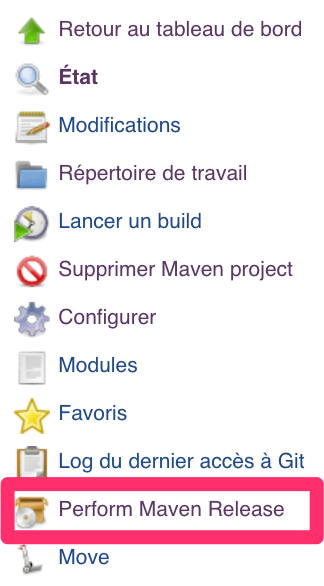 Retour au tableau de bord
État
Modifications
Répertoire de travail
Lancer un build
Supprimer Maven project
Configurer
Modules
Favoris
Log du dernier accès à Git
Perform Maven Release
Move